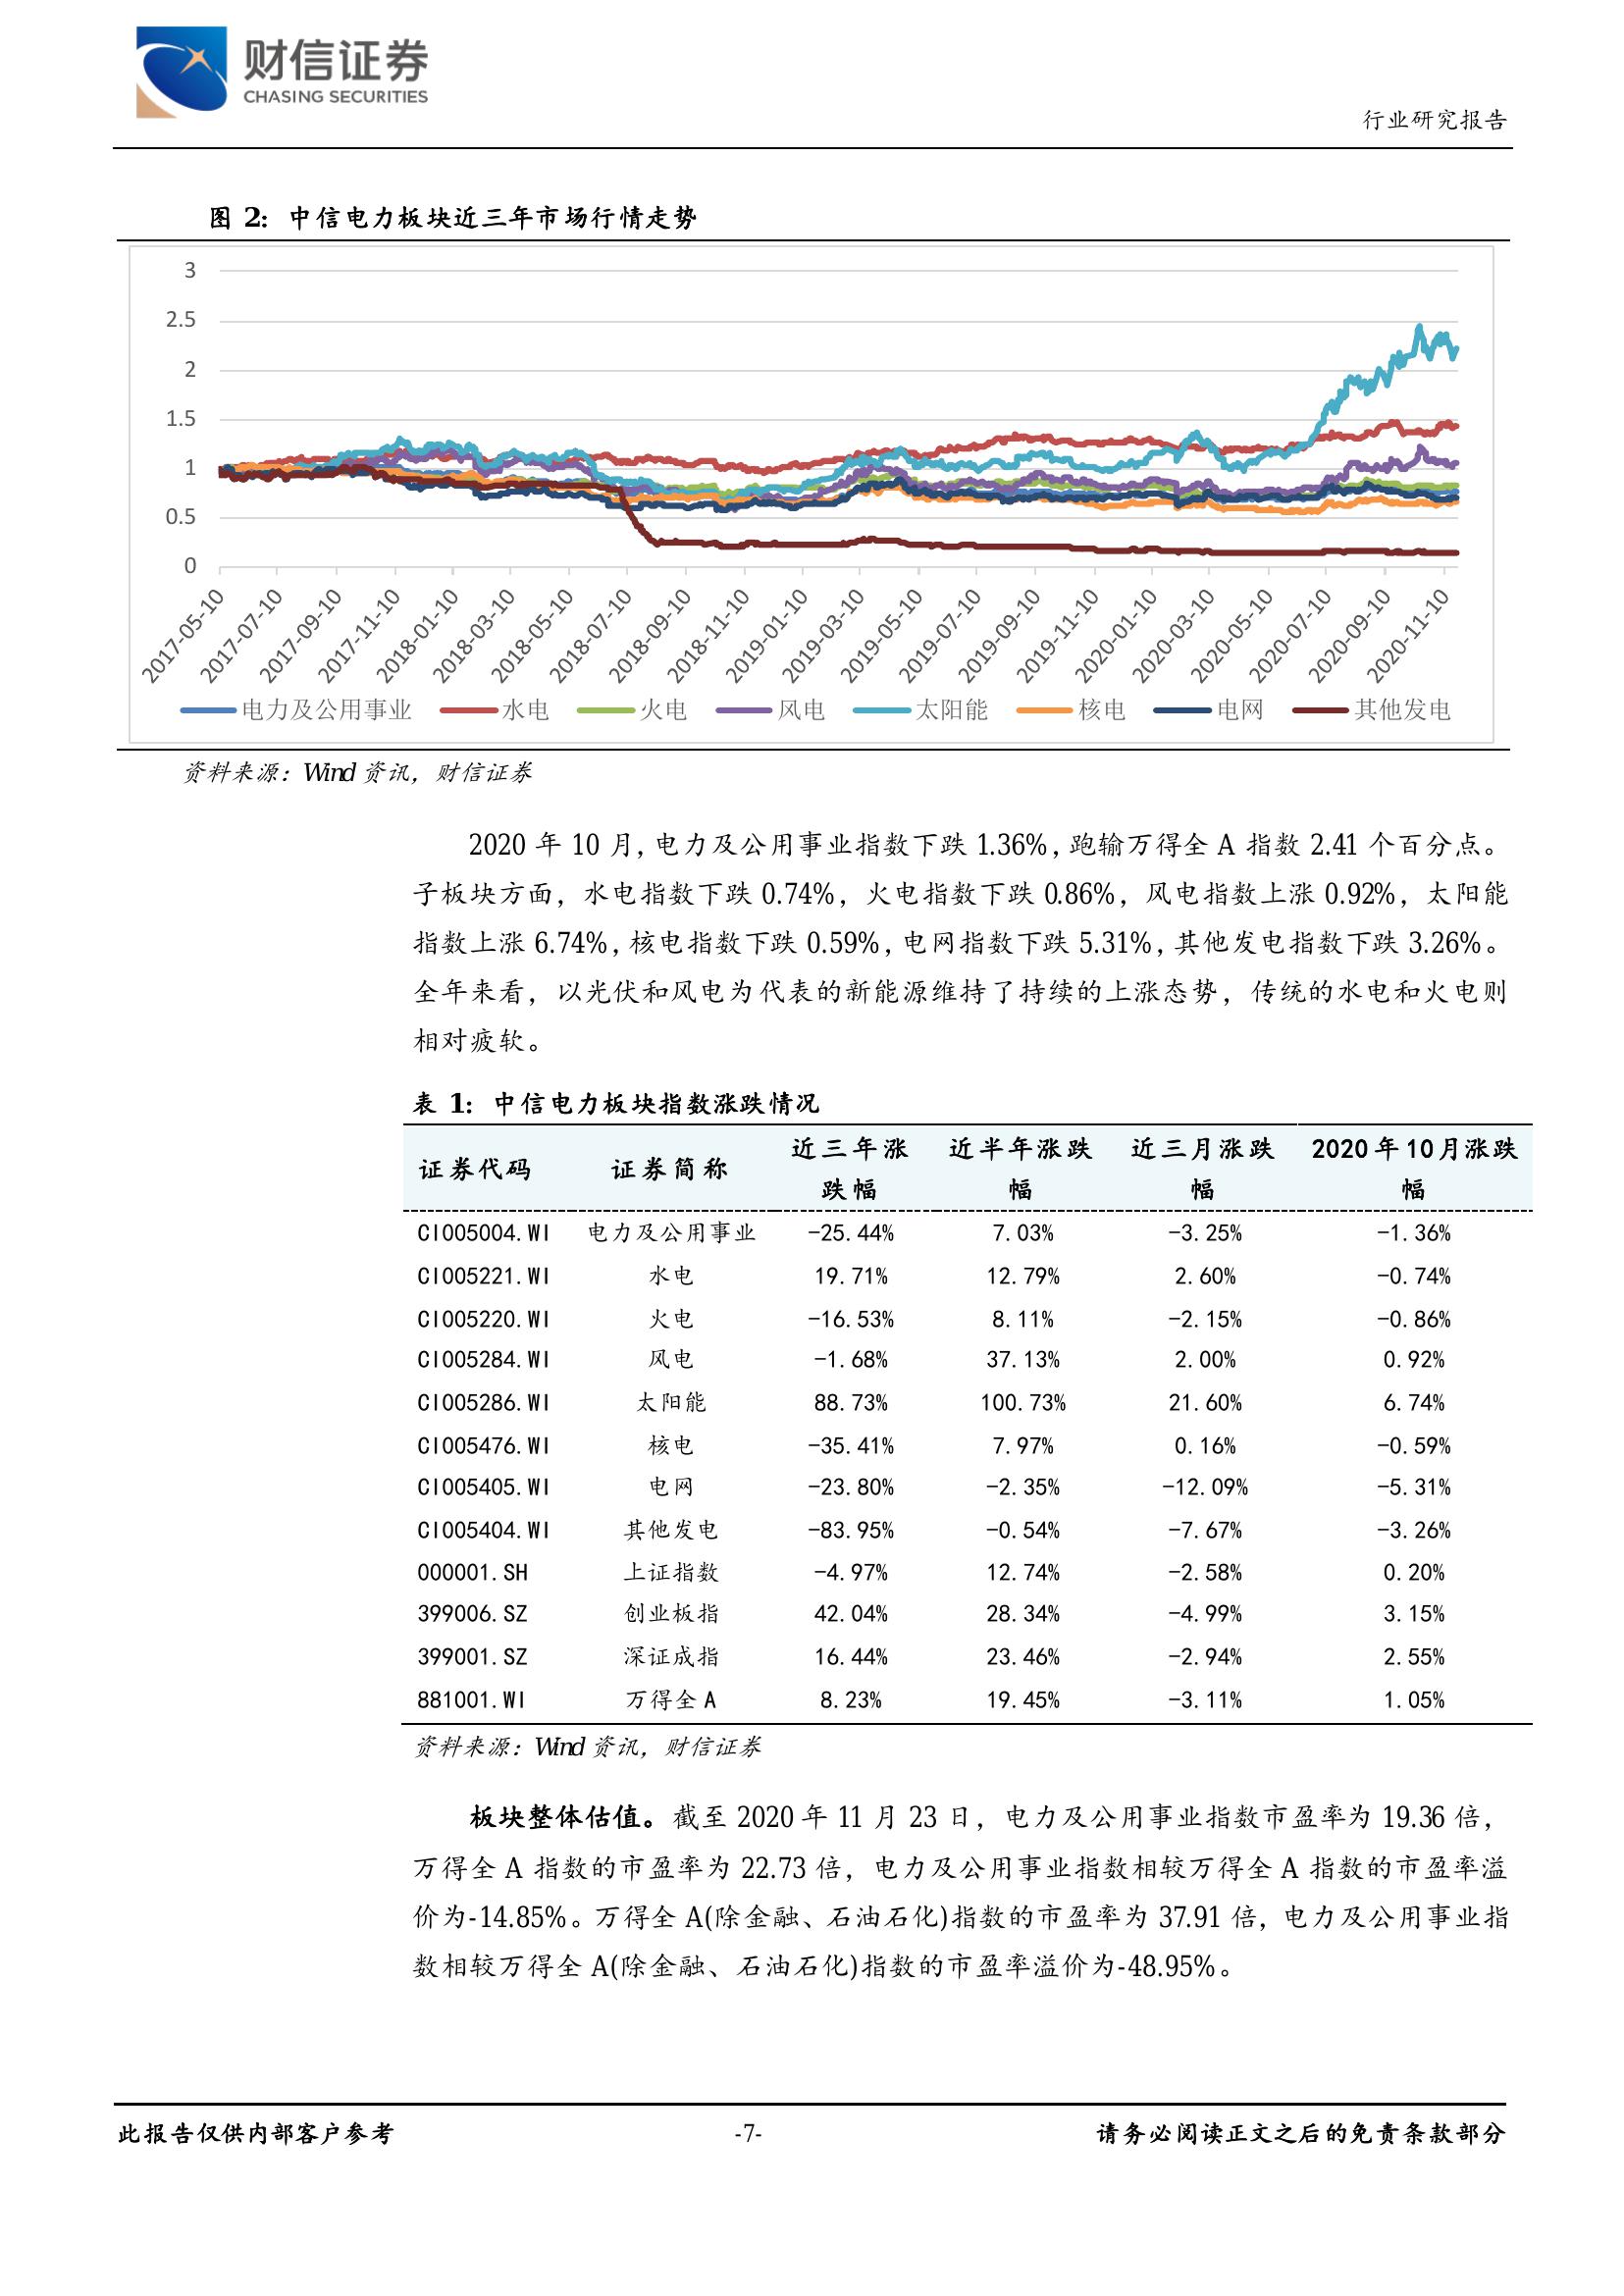 财信证券
CHASING SECURITIES
行业研究报告
图 2: 中信电力板块近三年市场行情走势
3
2.5
2
1.5
1
0.5
0
2017-05-10
2017-07-10
2017-09-10
2017-11-10
2018-01-10
2018-03-10
2018-05-10
2018-07-10
2018-09-10
2018-11-10
2019-01-10
2019-03-10
2019-05-10
2019-07-10
2019-09-10
2019-11-10
2020-01-10
2020-03-10
2020-05-10
2020-07-10
2020-09-10
2020-11-10
电力及公用事业 水电 火电 风电 太阳能 核电 电网 其他发电
资料来源：Wind 资讯，财信证券
2020 年 10 月，电力及公用事业指数下跌 1.36%，跑输万得全 A 指数 2.41 个百分点。
子板块方面，水电指数下跌 0.74%，火电指数下跌 0.86%，风电指数上涨 0.92%，太阳能
指数上涨 6.74%，核电指数下跌 0.59%，电网指数下跌 5.31%，其他发电指数下跌 3.26%。
全年来看，以光伏和风电为代表的新能源维持了持续的上涨态势，传统的水电和火电则
相对疲软。
表 1: 中信电力板块指数涨跌情况
证券代码 证券简称 近三年涨 近半年涨跌 近三月涨跌 2020 年 10 月涨跌
跌幅 幅 幅 幅
CI005004.WI 电力及公用事业 -25.44% 7.03% -3.25% -1.36%
CI005221.WI 水电 19.71% 12.79% 2.60% -0.74%
CI005220.WI 火电 -16.53% 8.11% -2.15% -0.86%
CI005284.WI 风电 -1.68% 37.13% 2.00% 0.92%
CI005286.WI 太阳能 88.73% 100.73% 21.60% 6.74%
CI005476.WI 核电 -35.41% 7.97% 0.16% -0.59%
CI005405.WI 电网 -23.80% -2.35% -12.09% -5.31%
CI005404.WI 其他发电 -83.95% -0.54% -7.67% -3.26%
000001.SH 上证指数 -4.97% 12.74% -2.58% 0.20%
399006.SZ 创业板指 42.04% 28.34% -4.99% 3.15%
399001.SZ 深证成指 16.44% 23.46% -2.94% 2.55%
881001.WI 万得全 A 8.23% 19.45% -3.11% 1.05%
资料来源：Wind 资讯，财信证券
板块整体估值。截至 2020 年 11 月 23 日，电力及公用事业指数市盈率为 19.36 倍，
万得全 A 指数的市盈率为 22.73 倍，电力及公用事业指数相较万得全 A 指数的市盈率溢
价为-14.85%。万得全 A(除金融、石油石化)指数的市盈率为 37.91 倍，电力及公用事业指
数相较万得全 A(除金融、石油石化)指数的市盈率溢价为-48.95%。
此报告仅供内部客户参考 -7- 请务必阅读正文之后的免责条款部分